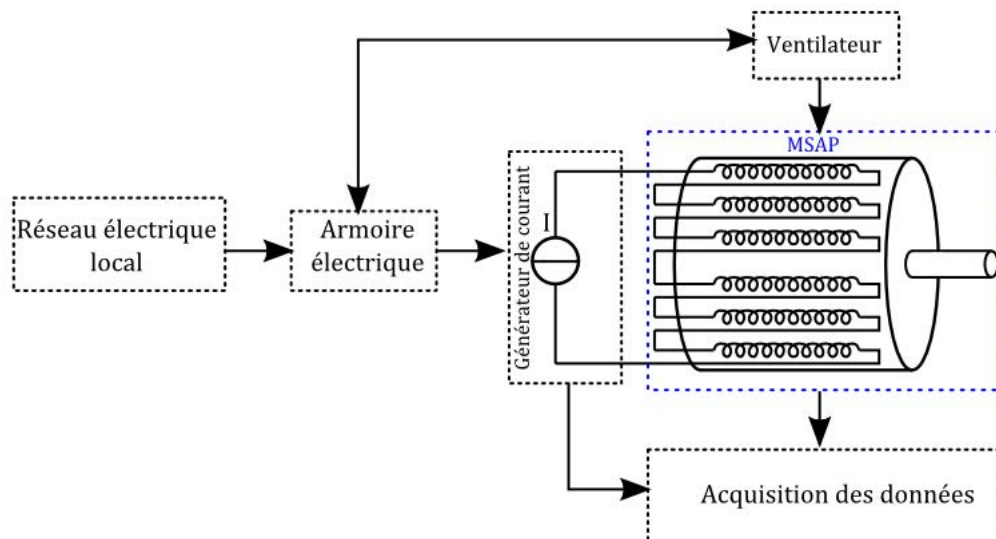 Ventilateur
MSAP
Générateur de courant
I
Réseau électrique
local
Armoire
électrique
Acquisition des données